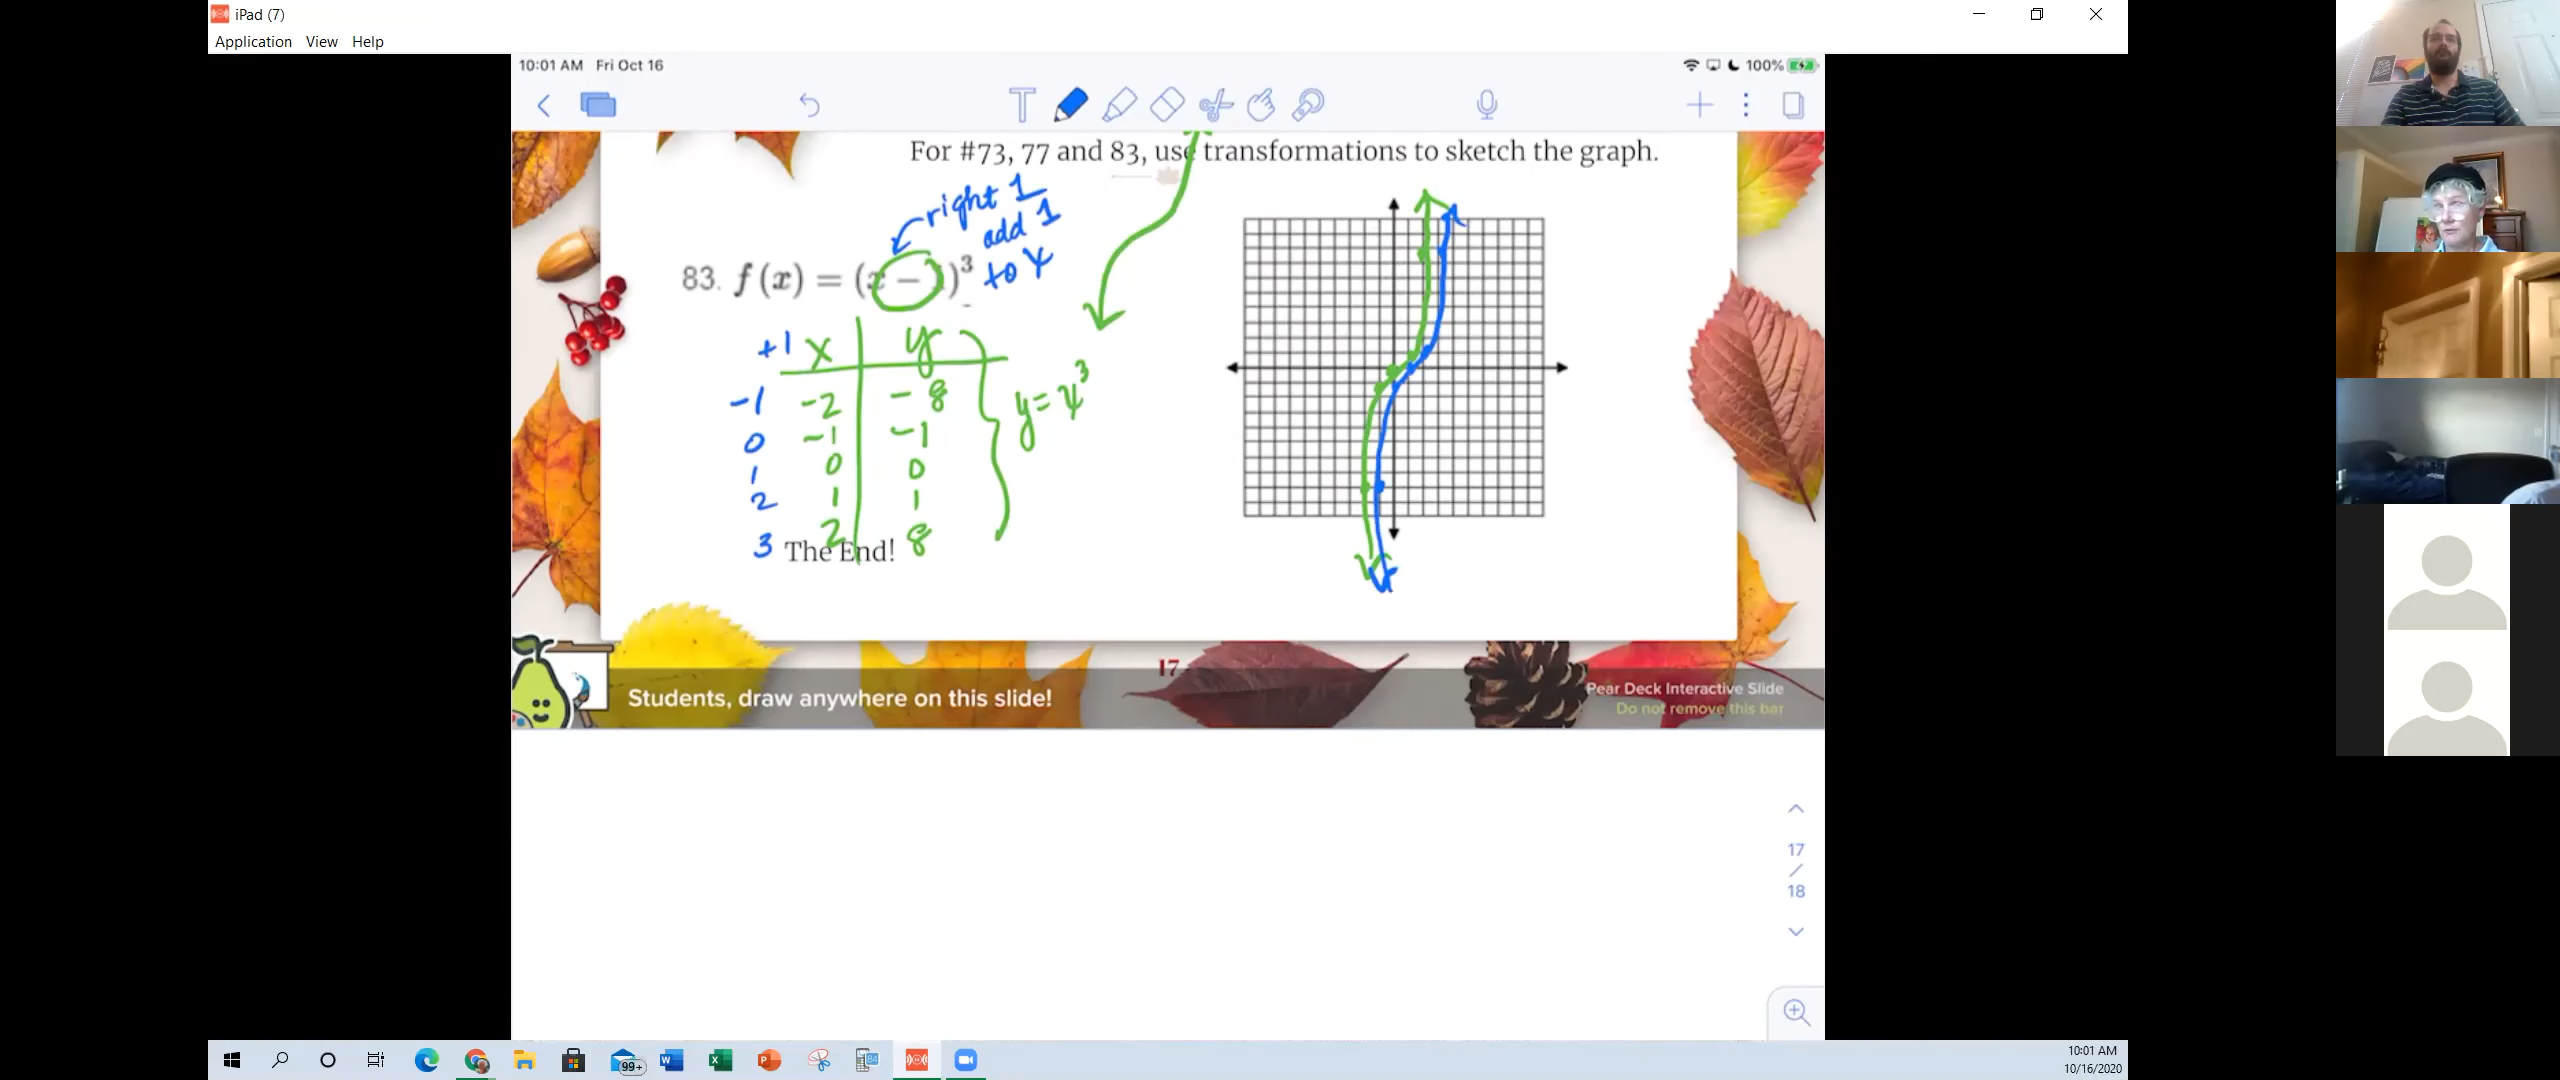 iPad (7)
Application View Help
10:01 AM Fri Oct 16
100%
For #73, 77 and 83, use transformations to sketch the graph.
right 1
add 1
to x
83. f(x) = (x − )³
+1 x y
-1 -2 -8
0 -1 -1
1 0 0
2 1 1
3 2 8
y = x³
The End!
17
Students, draw anywhere on this slide!
Pear Deck Interactive Slide
Do not remove this bar
17
/
18
99+
84
10:01 AM
10/16/2020